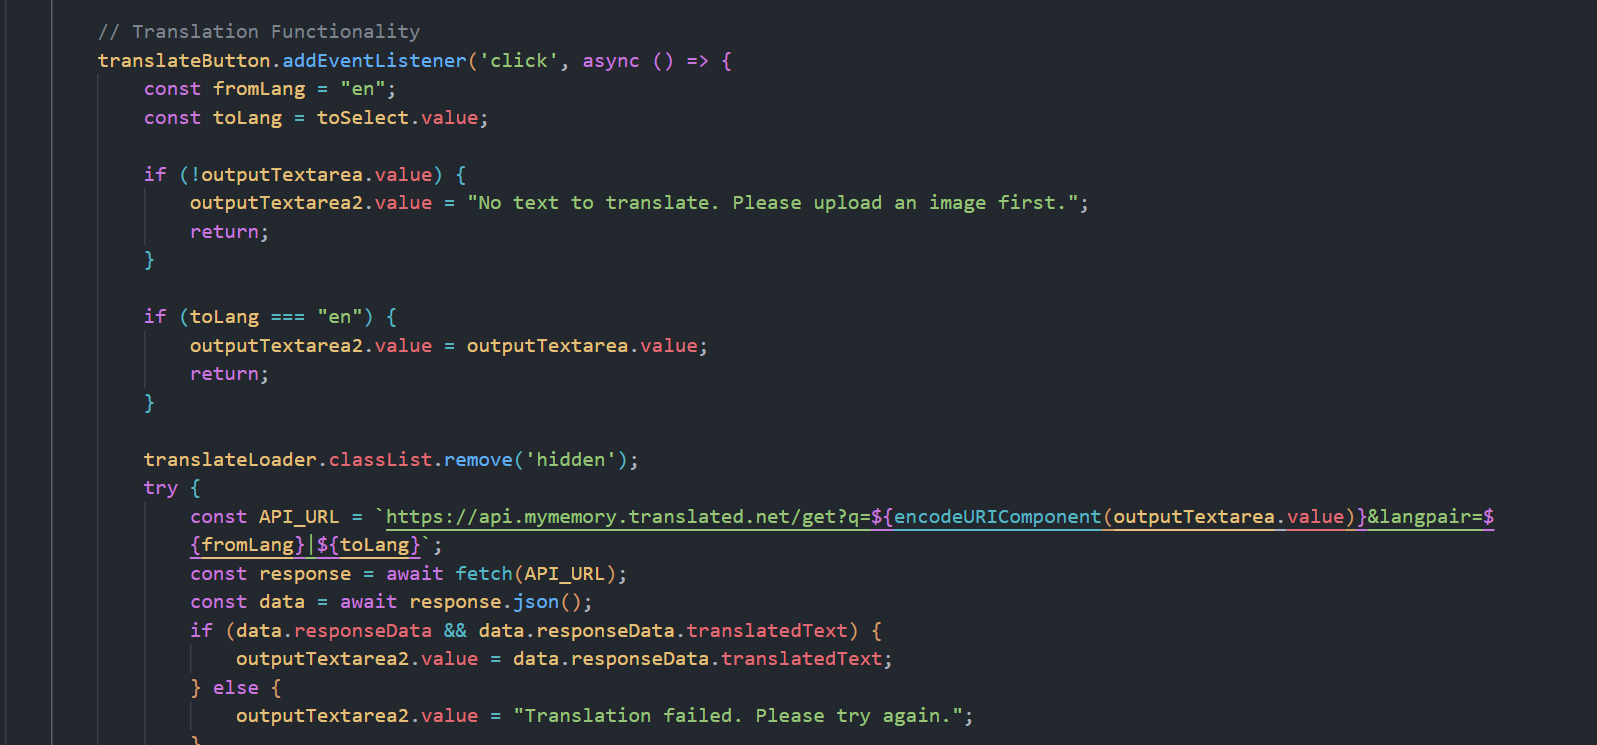 // Translation Functionality
translateButton.addEventListener('click', async () => {
const fromLang = "en";
const toLang = toSelect.value;
if (!outputTextarea.value) {
outputTextarea2.value = "No text to translate. Please upload an image first.";
return;
}
if (toLang === "en") {
outputTextarea2.value = outputTextarea.value;
return;
}
translateLoader.classList.remove('hidden');
try {
const API_URL = `https://api.mymemory.translated.net/get?q=${encodeURIComponent(outputTextarea.value)}&langpair=$
{fromLang}|${toLang}`;
const response = await fetch(API_URL);
const data = await response.json();
if (data.responseData && data.responseData.translatedText) {
outputTextarea2.value = data.responseData.translatedText;
} else {
outputTextarea2.value = "Translation failed. Please try again.";
}